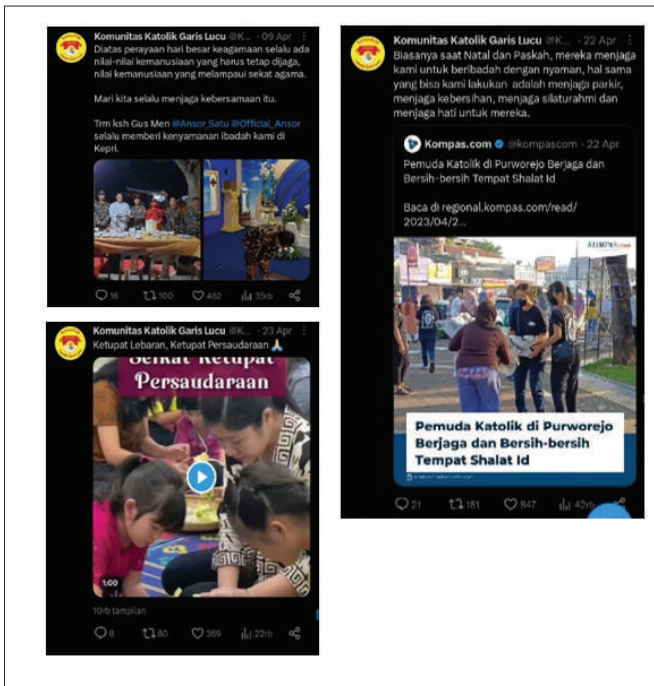 Komunitas Katolik Garis Lucu @K... · 09 Apr
Diatas perayaan hari besar keagamaan selalu ada
nilai-nilai kemanusiaan yang harus tetap dijaga,
nilai kemanusiaan yang melampaui sekat agama.
Mari kita selalu menjaga kebersamaan itu.
Trm ksh Gus Men @Ansor_Satu @Official_Ansor
selalu memberi kenyamanan ibadah kami di
Kepri.
16 100 462 35rb
Komunitas Katolik Garis Lucu @K... · 23 Apr
Ketupat Lebaran, Ketupat Persaudaraan
Seikat Ketupat
Persaudaraan
1:00
10rb tampilan
8 80 369 22rb
Komunitas Katolik Garis Lucu @K... · 22 Apr
Biasanya saat Natal dan Paskah, mereka menjaga
kami untuk beribadah dengan nyaman, hal sama
yang bisa kami lakukan adalah menjaga parkir,
menjaga kebersihan, menjaga silaturahmi dan
menjaga hati untuk mereka.
Kompas.com @kompascom · 22 Apr
Pemuda Katolik di Purworejo Berjaga dan
Bersih-bersih Tempat Shalat Id
Baca di regional.kompas.com/read/
2023/04/2...
KOMPAS.com
Pemuda Katolik di Purworejo
Berjaga dan Bersih-bersih
Tempat Shalat Id
21 181 847 42rb